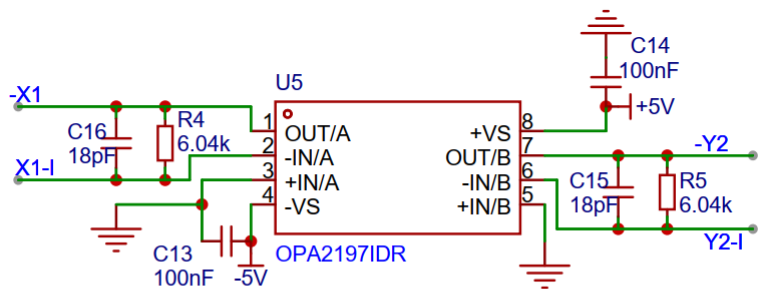 C14
100nF
+5V
U5
-X1
C16
18pF
R4
6.04k
X1-I
1
OUT/A
2
-IN/A
3
+IN/A
4
-VS
8
+VS
7
OUT/B
6
-IN/B
5
+IN/B
-Y2
C15
18pF
R5
6.04k
Y2-I
C13
100nF
-5V
OPA2197IDR